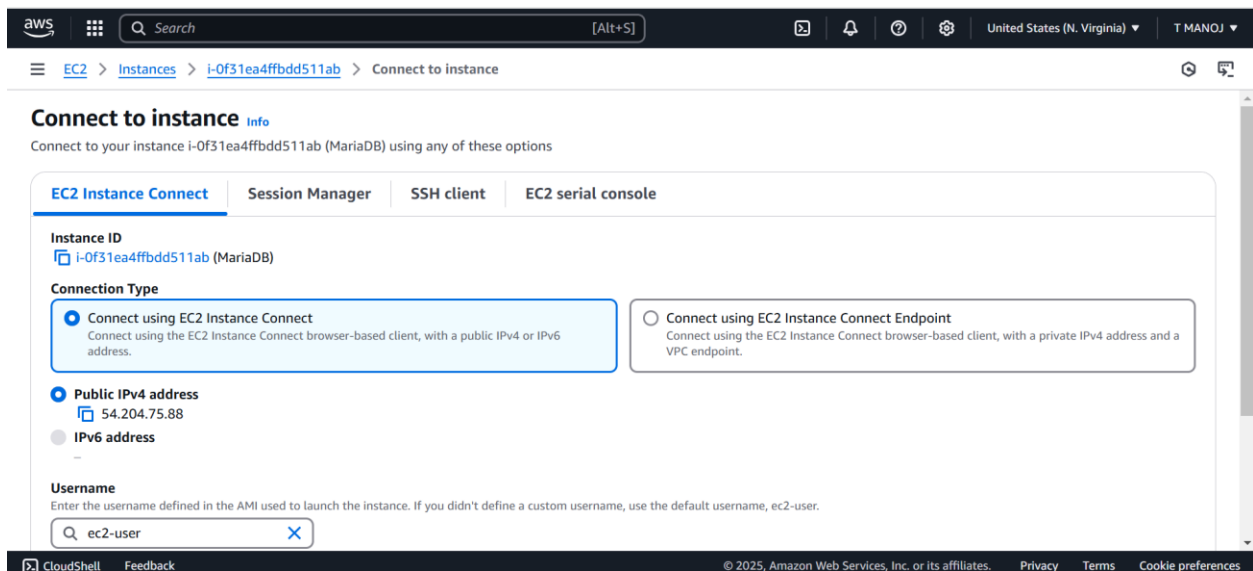 aws Search [Alt+S] United States (N. Virginia) ▼ T MANOJ ▼
EC2 > Instances > i-0f31ea4ffbdd511ab > Connect to instance
Connect to instance Info
Connect to your instance i-0f31ea4ffbdd511ab (MariaDB) using any of these options
EC2 Instance Connect Session Manager SSH client EC2 serial console
Instance ID
i-0f31ea4ffbdd511ab (MariaDB)
Connection Type
Connect using EC2 Instance Connect
Connect using the EC2 Instance Connect browser-based client, with a public IPv4 or IPv6
address.
Connect using EC2 Instance Connect Endpoint
Connect using the EC2 Instance Connect browser-based client, with a private IPv4 address and a
VPC endpoint.
Public IPv4 address
54.204.75.88
IPv6 address
–
Username
Enter the username defined in the AMI used to launch the instance. If you didn't define a custom username, use the default username, ec2-user.
ec2-user
CloudShell Feedback © 2025, Amazon Web Services, Inc. or its affiliates. Privacy Terms Cookie preferences